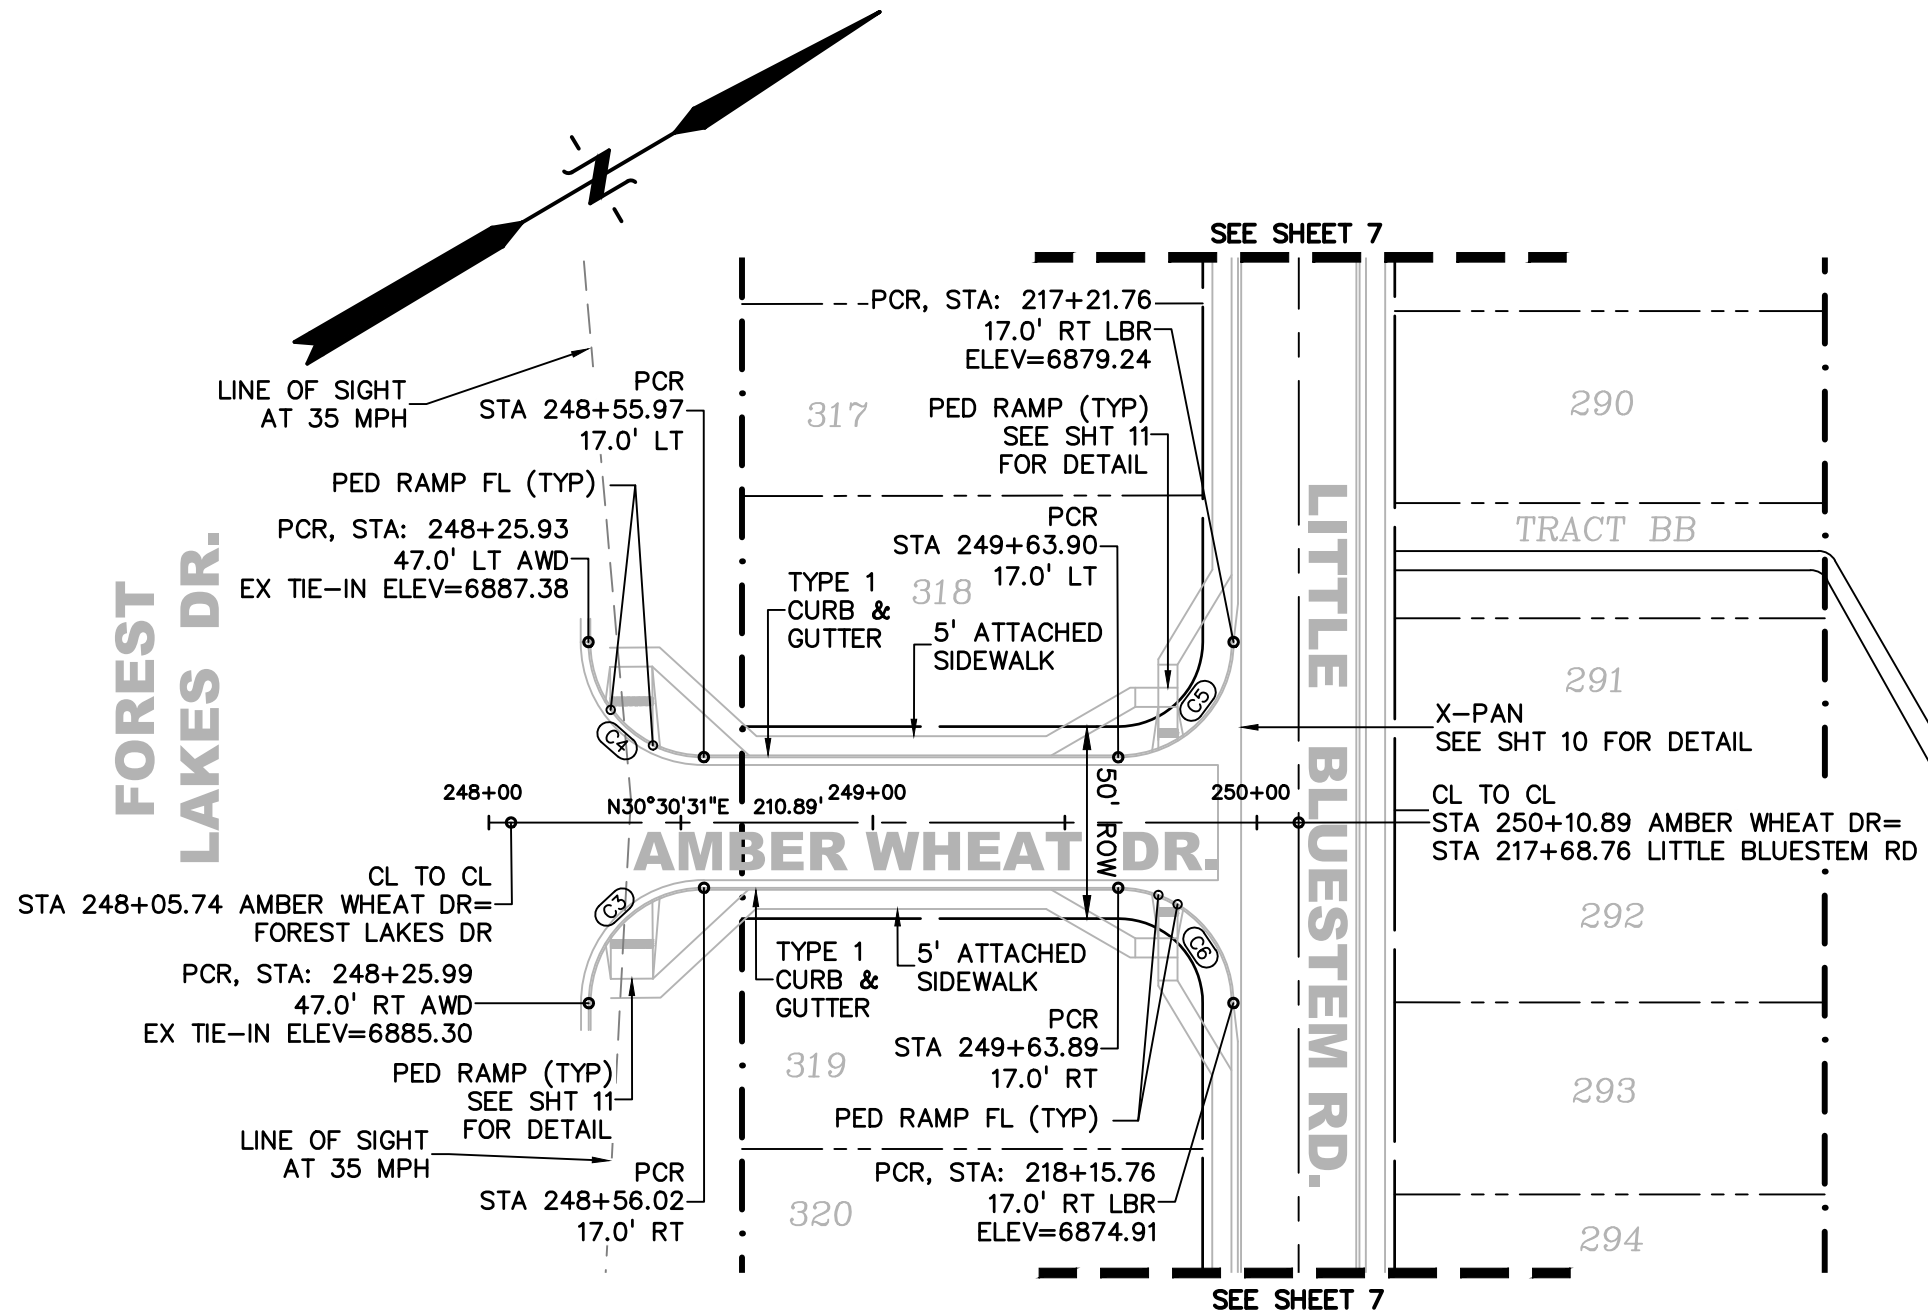 N
SEE SHEET 7
PCR, STA: 217+21.76
17.0' RT LBR
ELEV=6879.24
LINE OF SIGHT
AT 35 MPH
PCR
STA 248+55.97
17.0' LT
317
PED RAMP (TYP)
SEE SHT 11
FOR DETAIL
290
PED RAMP FL (TYP)
PCR, STA: 248+25.93
47.0' LT AWD
EX TIE-IN ELEV=6887.38
PCR
STA 249+63.90
17.0' LT
TRACT BB
TYPE 1
CURB &
GUTTER
318
5' ATTACHED
SIDEWALK
FOREST
LAKES DR.
LITTLE BLUESTEM RD.
291
C4
C5
X-PAN
SEE SHT 10 FOR DETAIL
248+00
N30°30'31"E 210.89'
249+00
50' ROW
250+00
CL TO CL
STA 250+10.89 AMBER WHEAT DR=
STA 217+68.76 LITTLE BLUESTEM RD
AMBER WHEAT DR.
CL TO CL
STA 248+05.74 AMBER WHEAT DR=
FOREST LAKES DR
C3
C6
292
PCR, STA: 248+25.99
47.0' RT AWD
EX TIE-IN ELEV=6885.30
TYPE 1
CURB &
GUTTER
5' ATTACHED
SIDEWALK
PCR
STA 249+63.89
17.0' RT
319
293
PED RAMP (TYP)
SEE SHT 11
FOR DETAIL
PED RAMP FL (TYP)
LINE OF SIGHT
AT 35 MPH
PCR
STA 248+56.02
17.0' RT
320
PCR, STA: 218+15.76
17.0' RT LBR
ELEV=6874.91
294
SEE SHEET 7